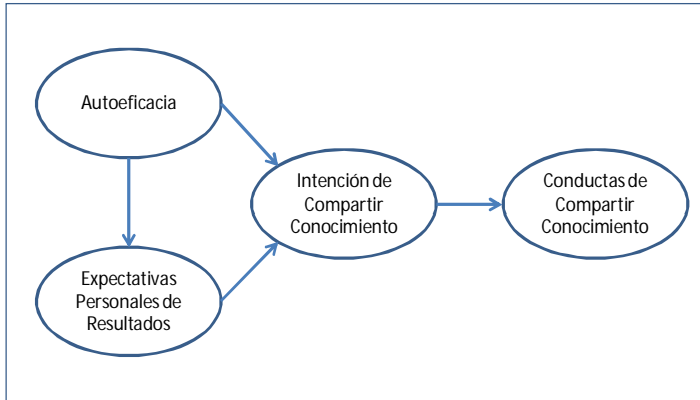 Autoeficacia
Intención de
Compartir
Conocimiento
Conductas de
Compartir
Conocimiento
Expectativas
Personales de
Resultados